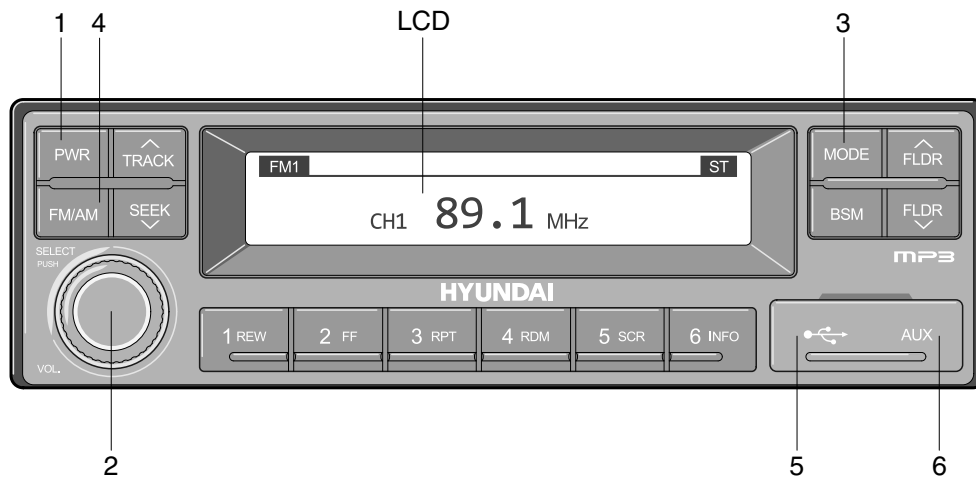 1 4 LCD 3
PWR TRACK
FM/AM SEEK
SELECT
PUSH
VOL.
FM1 ST
CH1 89.1 MHz
HYUNDAI
1 REW 2 FF 3 RPT 4 RDM 5 SCR 6 INFO
MODE FLDR
BSM FLDR
MP3
AUX
2 5 6